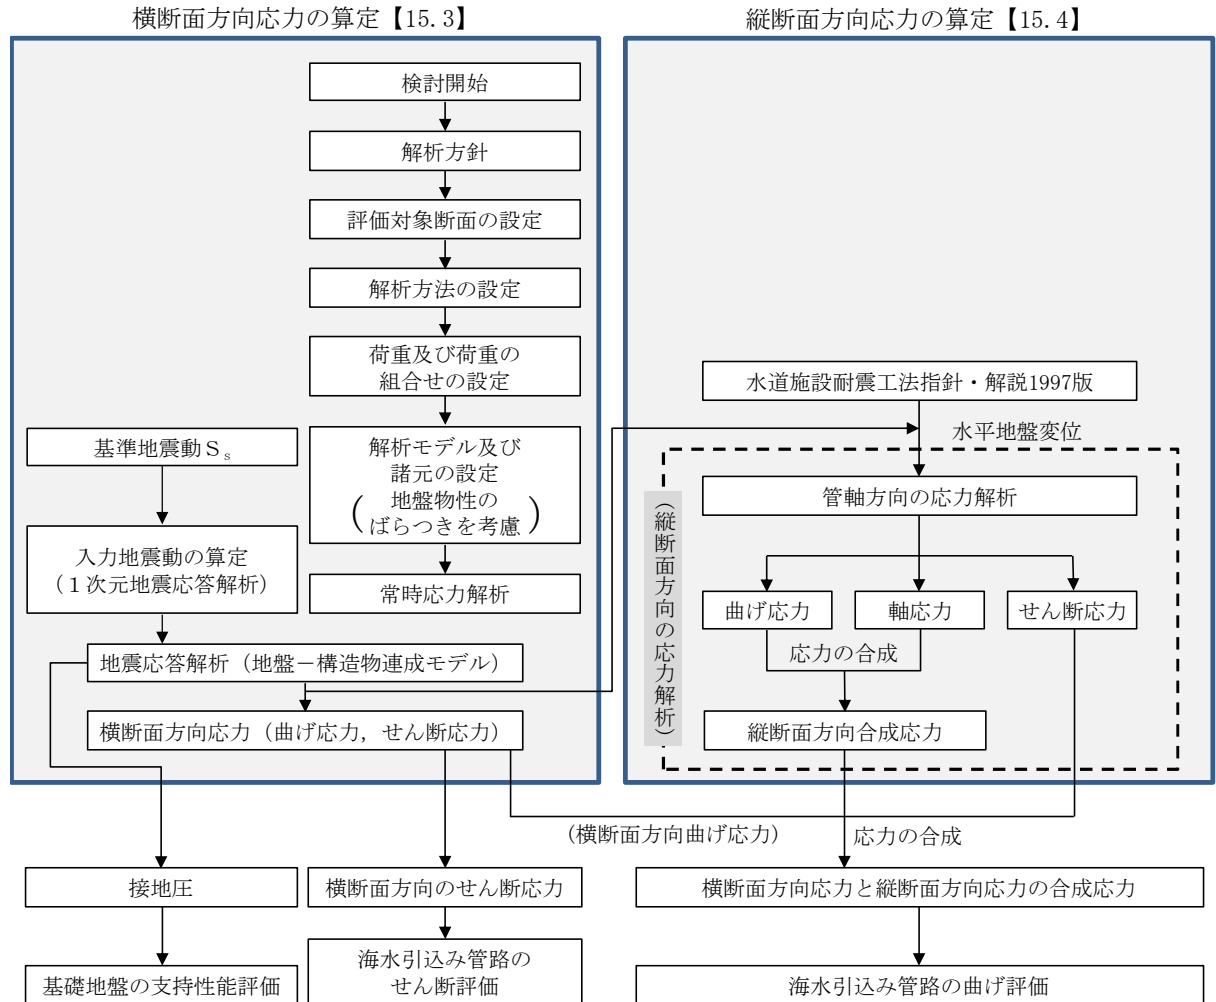 横断面方向応力の算定【15.3】
検討開始
解析方針
評価対象断面の設定
解析方法の設定
荷重及び荷重の
組合せの設定
基準地震動Ｓₛ
解析モデル及び
諸元の設定
(地盤物性の
ばらつきを考慮)
入力地震動の算定
(１次元地震応答解析)
常時応力解析
地震応答解析(地盤－構造物連成モデル)
横断面方向応力(曲げ応力，せん断応力)
縦断面方向応力の算定【15.4】
水道施設耐震工法指針・解説1997版
水平地盤変位
(縦断面方向の応力解析)
管軸方向の応力解析
曲げ応力
軸応力
せん断応力
応力の合成
縦断面方向合成応力
(横断面方向曲げ応力)
応力の合成
接地圧
横断面方向のせん断応力
横断面方向応力と縦断面方向応力の合成応力
基礎地盤の支持性能評価
海水引込み管路の
せん断評価
海水引込み管路の曲げ評価